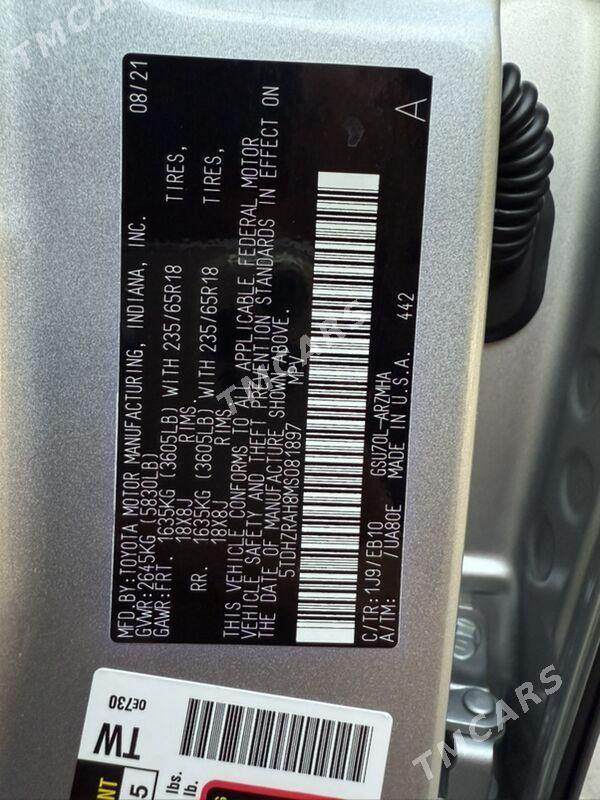 MFD.BY:TOYOTA MOTOR MANUFACTURING, INDIANA, INC. 08/21
GVWR:2645KG (5830LB)
GAWR:FRT. 1635KG (3605LB) WITH 235/65R18 TIRES,
18X8J RIMS
RR. 1635KG (3605LB) WITH 235/65R18 TIRES,
18X8J RIMS
THIS VEHICLE CONFORMS TO ALL APPLICABLE FEDERAL MOTOR
VEHICLE SAFETY AND THEFT PREVENTION STANDARDS IN EFFECT ON
THE DATE OF MANUFACTURE SHOWN ABOVE.
5TDHZRAH8MS081897 MPV A
C/TR:1J9/EB10 GSU70L-ARZMHA
A/TM: /UA80E MADE IN U.S.A. 442
0E730
TW
5
lbs.
lb.
TMCARS
TMCARS
TMCARS